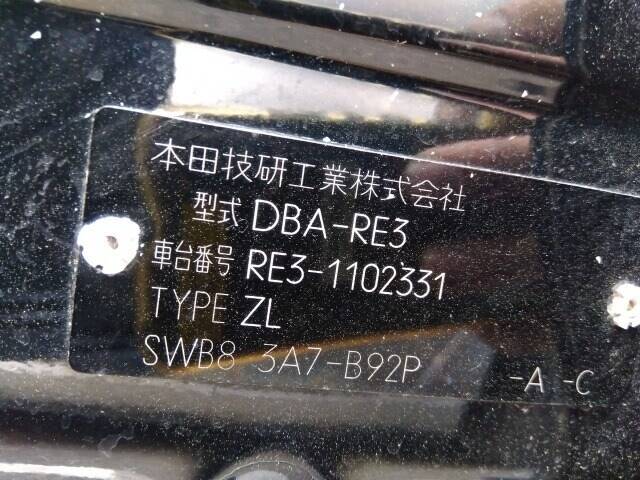 本田技研工業株式会社
型式 DBA-RE3
車台番号 RE3-1102331
TYPE ZL
SWB8 3A7-B92P -A -C